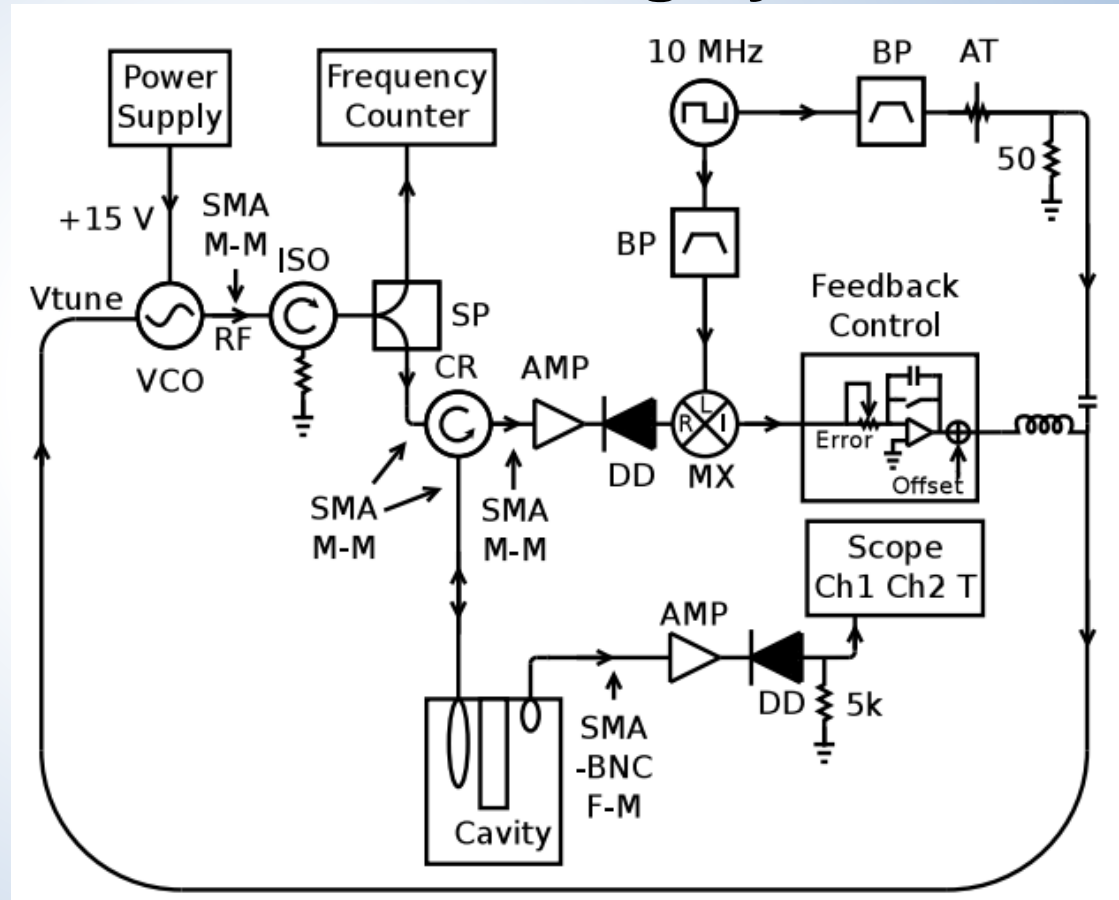 Power
Supply
Frequency
Counter
10 MHz
BP
AT
50
+15 V
SMA
M-M
ISO
BP
Vtune
RF
SP
VCO
Feedback
Control
CR
AMP
L
R
I
Error
Offset
DD
MX
SMA
M-M
SMA
M-M
Scope
Ch1 Ch2 T
AMP
DD
5k
SMA
-BNC
F-M
Cavity